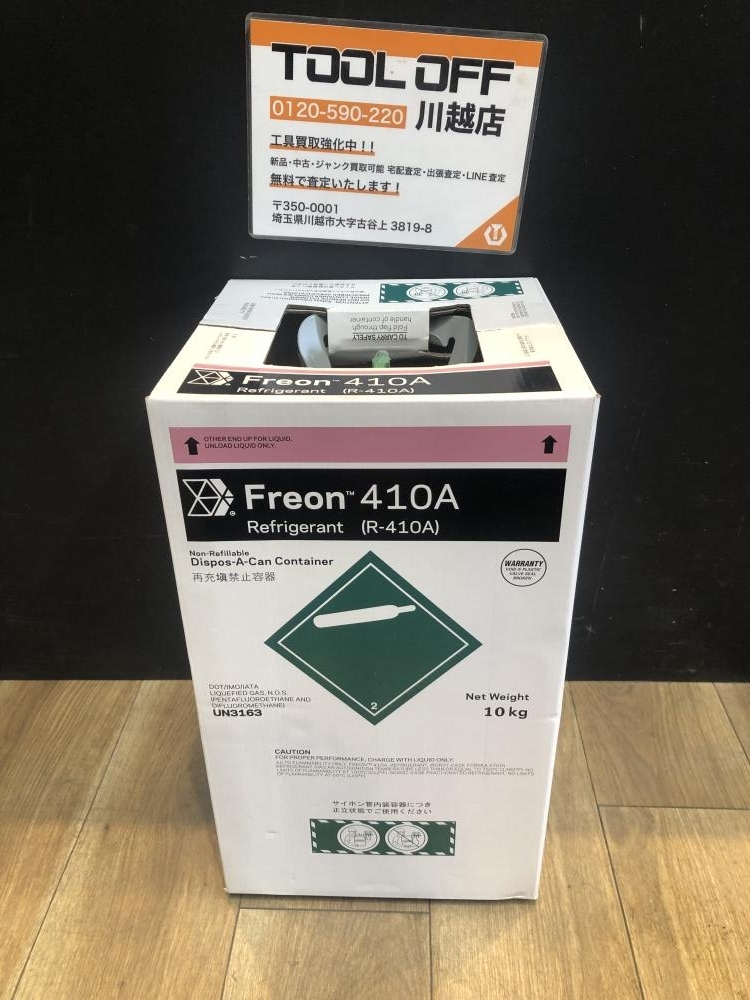 TOOL OFF
0120-590-220 川越店
工具買取強化中！！
新品・中古・ジャンク買取可能 宅配査定・出張査定・LINE査定
無料で査定いたします！
〒350-0001
埼玉県川越市大字古谷上 3819-8
TO CARRY SAFELY
Fold flap through
handle of container
Freon™ 410A
Refrigerant (R-410A)
OTHER END UP FOR LIQUID.
UNLOAD LIQUID ONLY.
Freon™ 410A
Refrigerant (R-410A)
Non-Refillable
Dispos-A-Can Container
再充塡禁止容器
WARRANTY
VOID IF PLASTIC
VALVE SEAL
BROKEN
2
DOT/IMO/IATA
LIQUEFIED GAS, N.O.S.
(PENTAFLUOROETHANE AND
DIFLUOROMETHANE)
UN3163
Net Weight
10 kg
CAUTION
FOR PROPER PERFORMANCE, CHARGE WITH LIQUID ONLY.
サイホン管内装容器につき
正立状態でご使用ください